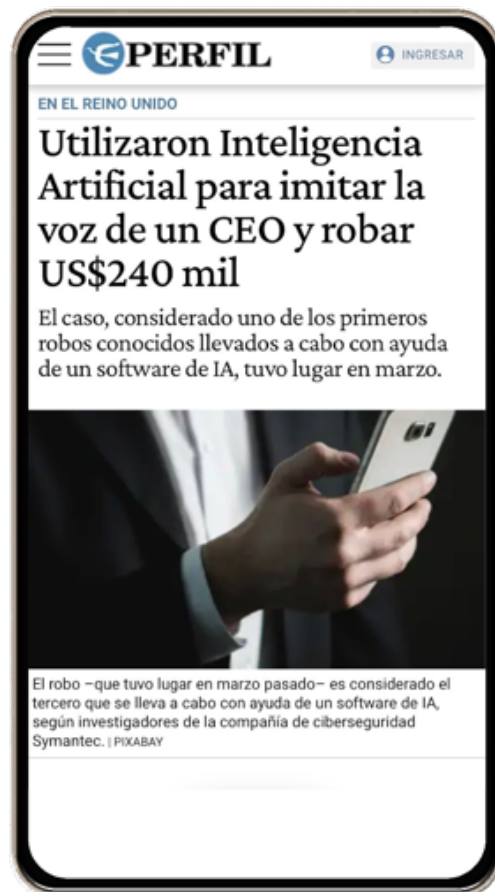 PERFIL
INGRESAR
EN EL REINO UNIDO
Utilizaron Inteligencia
Artificial para imitar la
voz de un CEO y robar
US$240 mil
El caso, considerado uno de los primeros
robos conocidos llevados a cabo con ayuda
de un software de IA, tuvo lugar en marzo.
El robo –que tuvo lugar en marzo pasado– es considerado el
tercero que se lleva a cabo con ayuda de un software de IA,
según investigadores de la compañía de ciberseguridad
Symantec. | PIXABAY